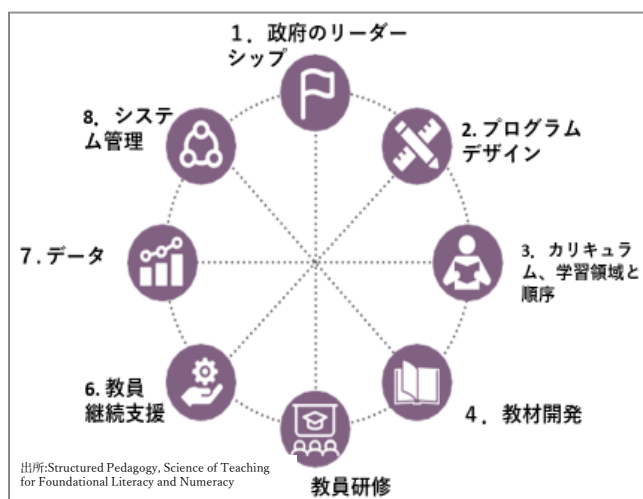 １．政府のリーダー
シップ
2. プログラム
デザイン
3．カリキュラ
ム、学習領域と
順序
４．教材開発
教員研修
6. 教員
継続支援
７. データ
8．システ
ム管理
出所:Structured Pedagogy, Science of Teaching
for Foundational Literacy and Numeracy